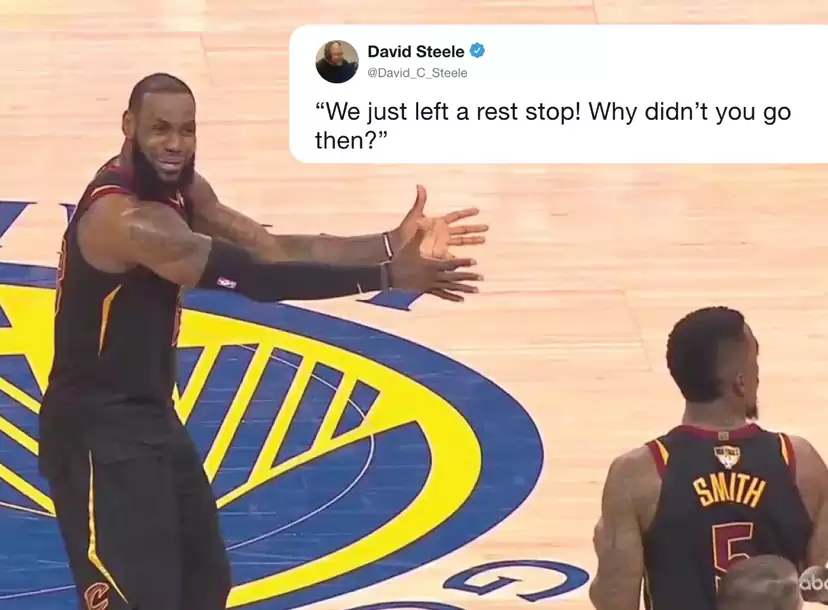 David Steele
@David_C_Steele
“We just left a rest stop! Why didn’t you go
then?”
SMITH
5
abc